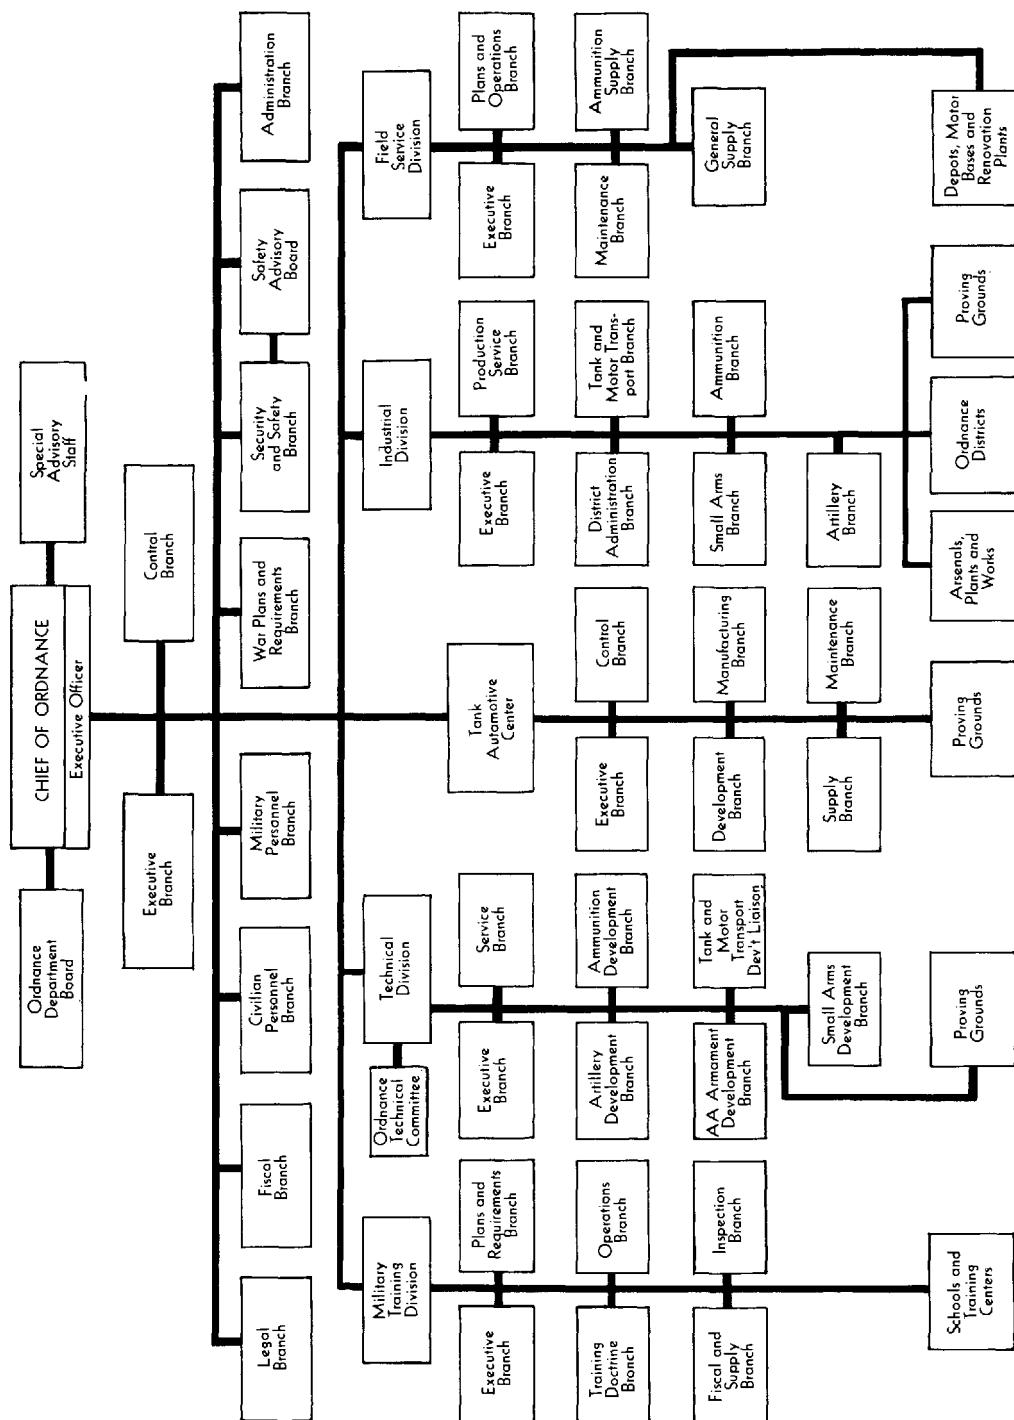 Ordnance
Department
Board
CHIEF OF ORDNANCE
Executive Officer
Special
Advisory
Staff
Executive
Branch
Control
Branch
Legal
Branch
Fiscal
Branch
Civilian
Personnel
Branch
Military
Personnel
Branch
War Plans and
Requirements
Branch
Security
and Safety
Branch
Safety
Advisory
Board
Administration
Branch
Military
Training
Division
Ordnance
Technical
Committee
Technical
Division
Tank
Automotive
Center
Industrial
Division
Field
Service
Division
Executive
Branch
Plans and
Requirements
Branch
Training
Doctrine
Bronch
Operations
Branch
Fiscal and
Supply
Branch
Inspection
Branch
Schools and
Training
Centers
Executive
Branch
Service
Branch
Artillery
Development
Branch
Ammunition
Development
Branch
AA Armament
Development
Branch
Tank and
Motor
Transport
Dev't Liaison
Small Arms
Development
Branch
Proving
Grounds
Executive
Branch
Control
Branch
Development
Branch
Manufacturing
Branch
Supply
Branch
Maintenance
Branch
Proving
Grounds
Executive
Branch
Production
Service
Branch
District
Administration
Branch
Tank and
Motor Trans-
port Branch
Small Arms
Branch
Ammunition
Branch
Artillery
Branch
Arsenals,
Plants and
Works
Ordnance
Districts
Proving
Grounds
Executive
Branch
Plans and
Operations
Branch
Maintenance
Branch
Ammunition
Supply
Branch
General
Supply
Branch
Depots, Motor
Bases and
Renovation
Plants